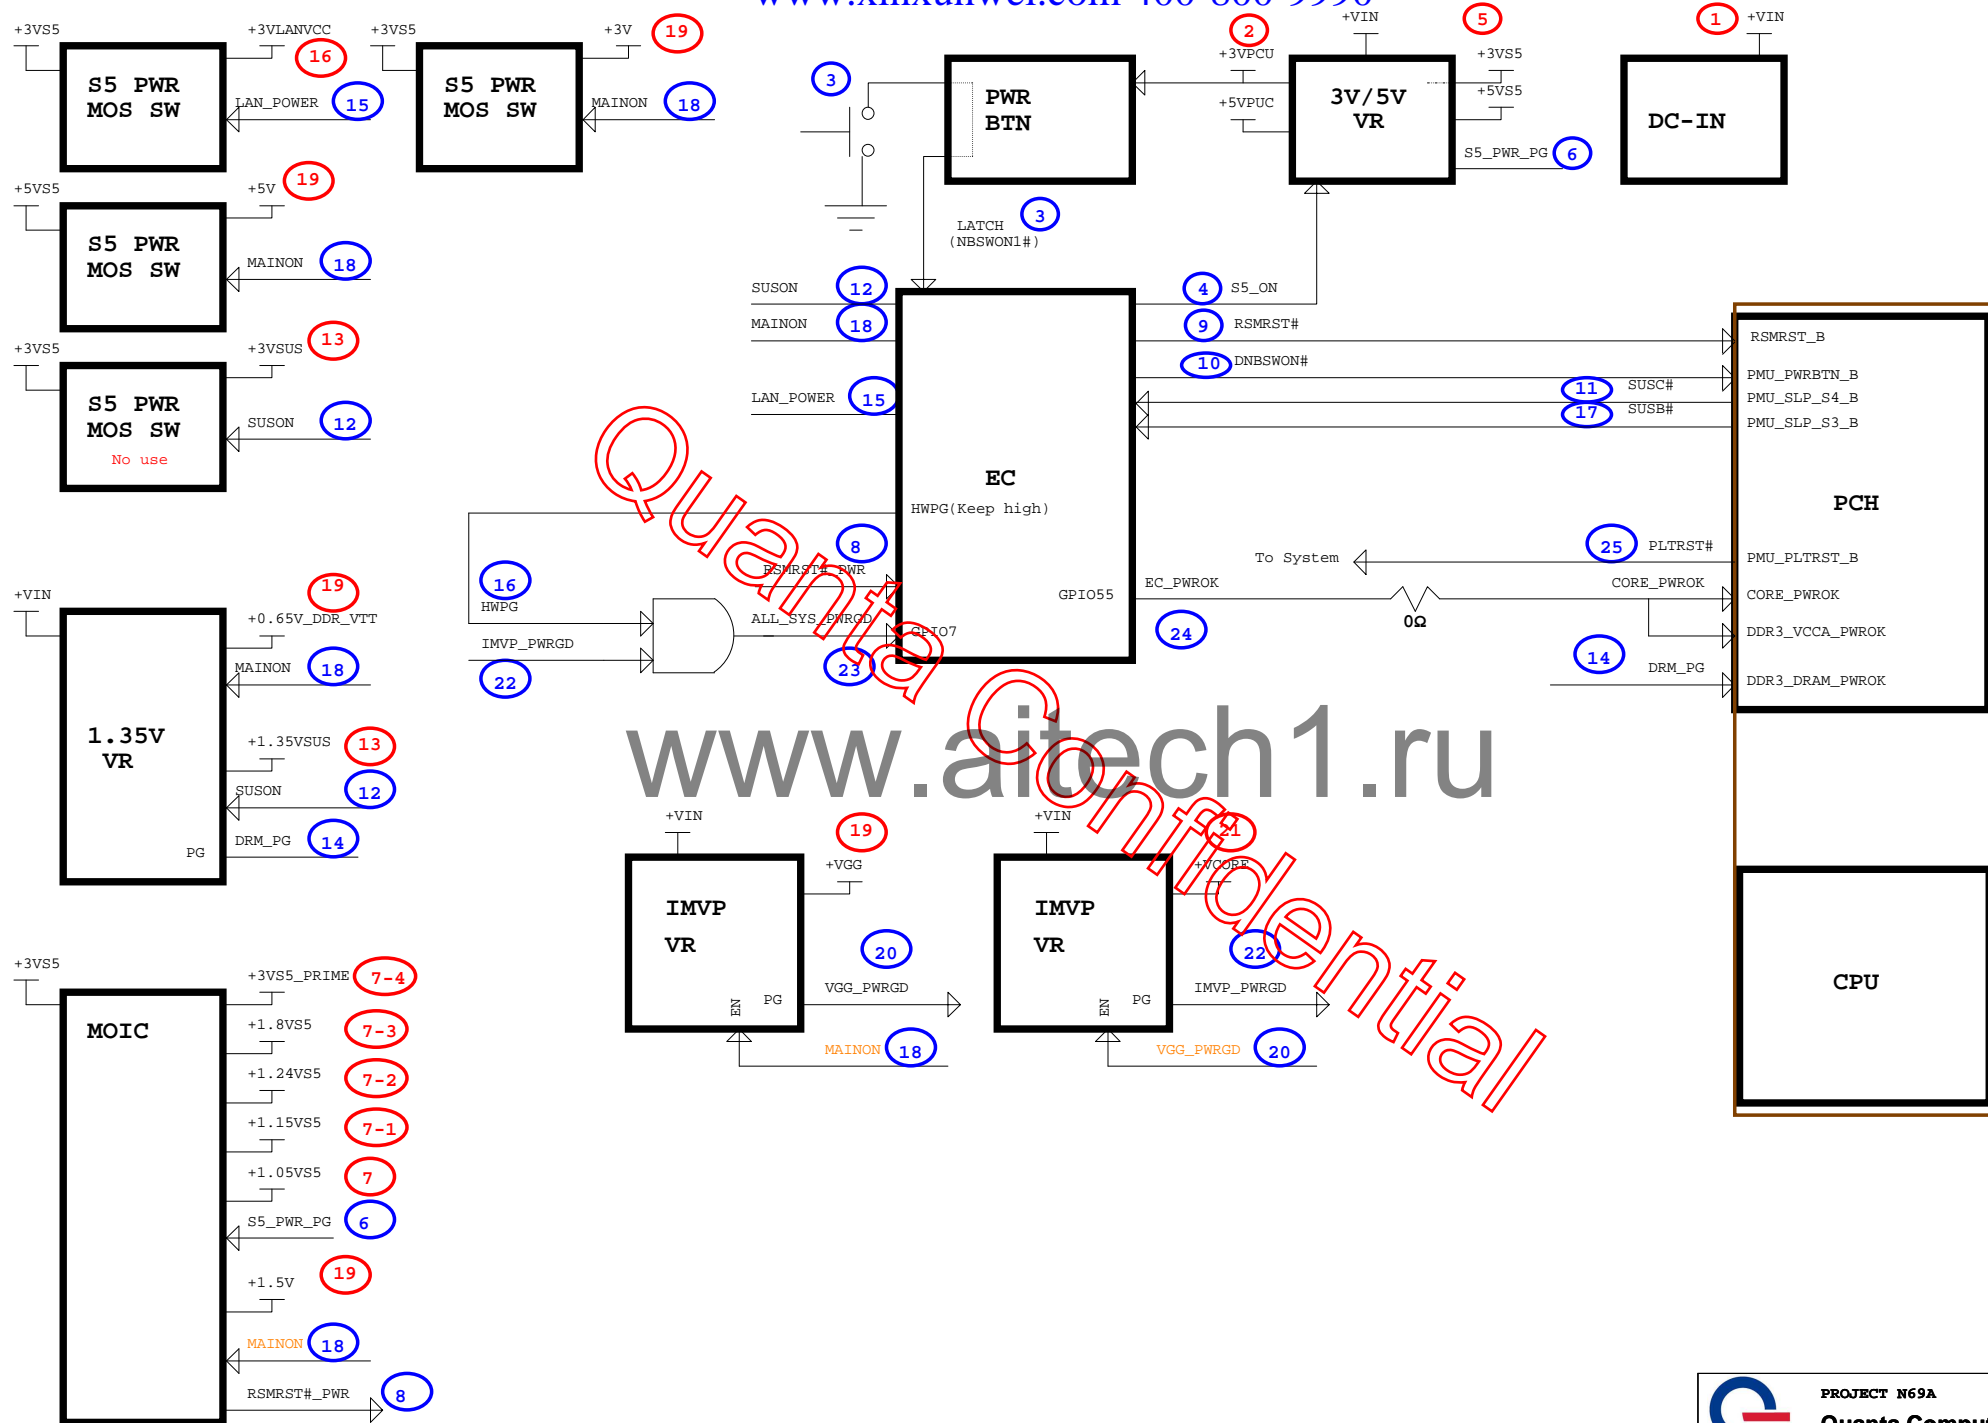 www.xinxunwei.com 400-800-9990
+3VS5
+3VLANVCC
16
S5 PWR
MOS SW
LAN_POWER
15
+3VS5
+3V
19
S5 PWR
MOS SW
MAINON
18
3
PWR
BTN
2
+3VPCU
+5VPUC
+VIN
5
3V/5V
VR
+3VS5
+5VS5
S5_PWR_PG
6
1
+VIN
DC-IN
+5VS5
+5V
19
S5 PWR
MOS SW
MAINON
18
LATCH
(NBSWON1#)
3
+3VS5
+3VSUS
13
S5 PWR
MOS SW
No use
SUSON
12
SUSON
12
MAINON
18
LAN_POWER
15
EC
HWPG(Keep high)
4
S5_ON
9
RSMRST#
10
DNBSWON#
11
SUSC#
17
SUSB#
RSMRST_B
PMU_PWRBTN_B
PMU_SLP_S4_B
PMU_SLP_S3_B
PCH
8
RSMRST#_PWR
16
HWPG
IMVP_PWRGD
22
ALL_SYS_PWRGD
23
GPIO7
GPIO55
EC_PWROK
24
0Ω
To System
25
PLTRST#
CORE_PWROK
14
DRM_PG
PMU_PLTRST_B
CORE_PWROK
DDR3_VCCA_PWROK
DDR3_DRAM_PWROK
+VIN
19
+0.65V_DDR_VTT
MAINON
18
1.35V
VR
+1.35VSUS
13
SUSON
12
PG
DRM_PG
14
Quanta Confidential
www.aitech1.ru
+VIN
19
+VGG
IMVP
VR
20
EN
PG
VGG_PWRGD
MAINON
18
+VIN
21
+VCORE
IMVP
VR
22
EN
PG
IMVP_PWRGD
VGG_PWRGD
20
CPU
+3VS5
MOIC
+3VS5_PRIME
7-4
+1.8VS5
7-3
+1.24VS5
7-2
+1.15VS5
7-1
+1.05VS5
7
S5_PWR_PG
6
+1.5V
19
MAINON
18
RSMRST#_PWR
8
PROJECT N69A